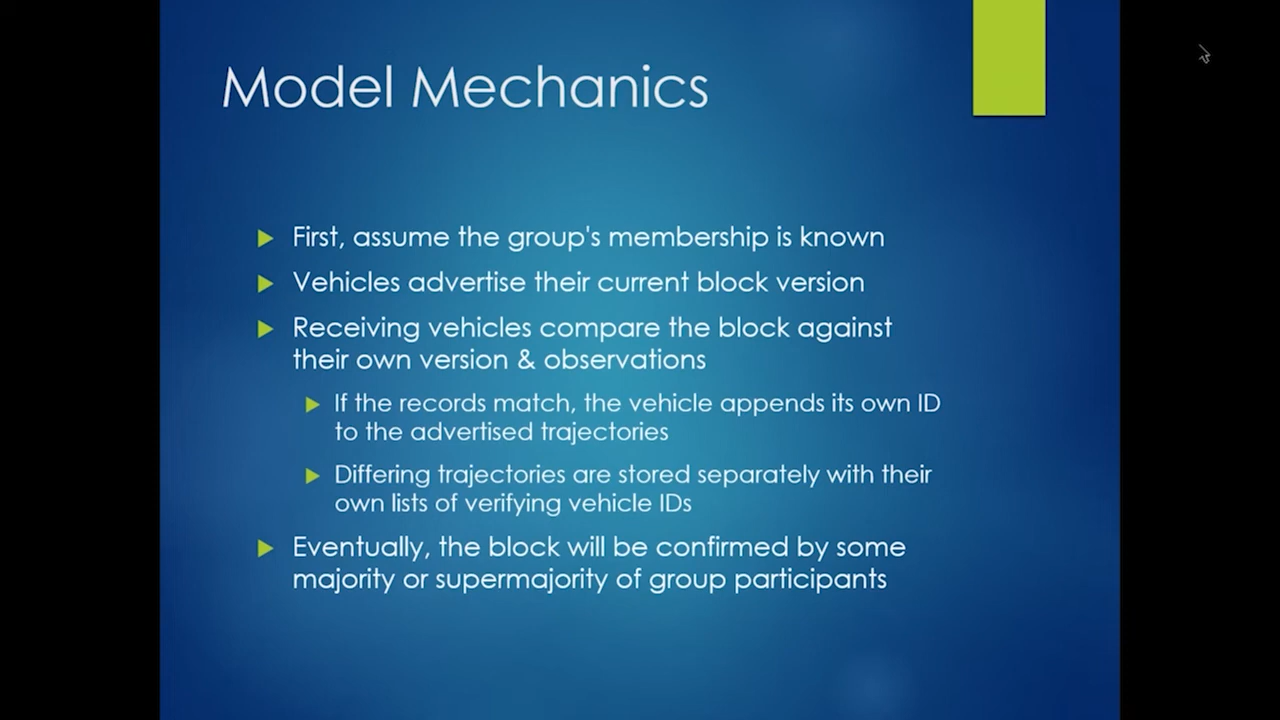 Model Mechanics
First, assume the group's membership is known
Vehicles advertise their current block version
Receiving vehicles compare the block against
their own version & observations
If the records match, the vehicle appends its own ID
to the advertised trajectories
Differing trajectories are stored separately with their
own lists of verifying vehicle IDs
Eventually, the block will be confirmed by some
majority or supermajority of group participants